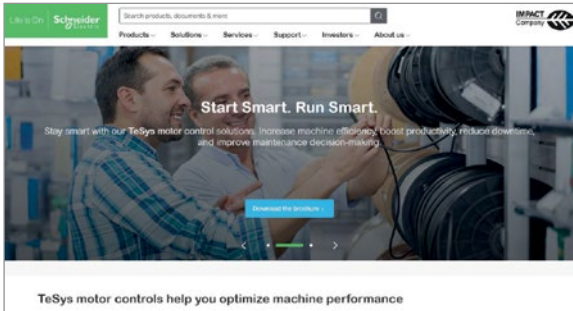 Life Is On
Schneider
Electric
Search products, documents & more
IMPACT
Company
Products
Solutions
Services
Support
Investors
About us
Start Smart. Run Smart.
Stay smart with our TeSys motor control solutions. Increase machine efficiency, boost productivity, reduce downtime,
and improve maintenance decision-making.
Download the brochure
TeSys motor controls help you optimize machine performance